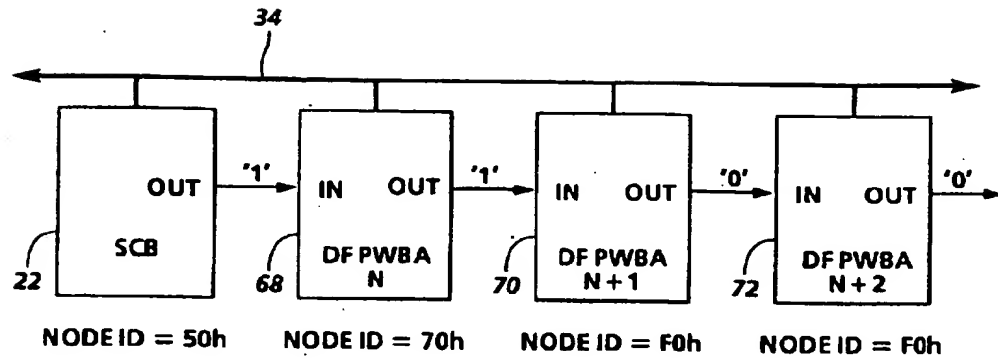 34
OUT
'1'
IN
OUT
'1'
IN
OUT
'0'
IN
OUT
'0'
SCB
DF PWBA
N
DF PWBA
N + 1
DF PWBA
N + 2
22
68
70
72
NODE ID = 50h
NODE ID = 70h
NODE ID = F0h
NODE ID = F0h